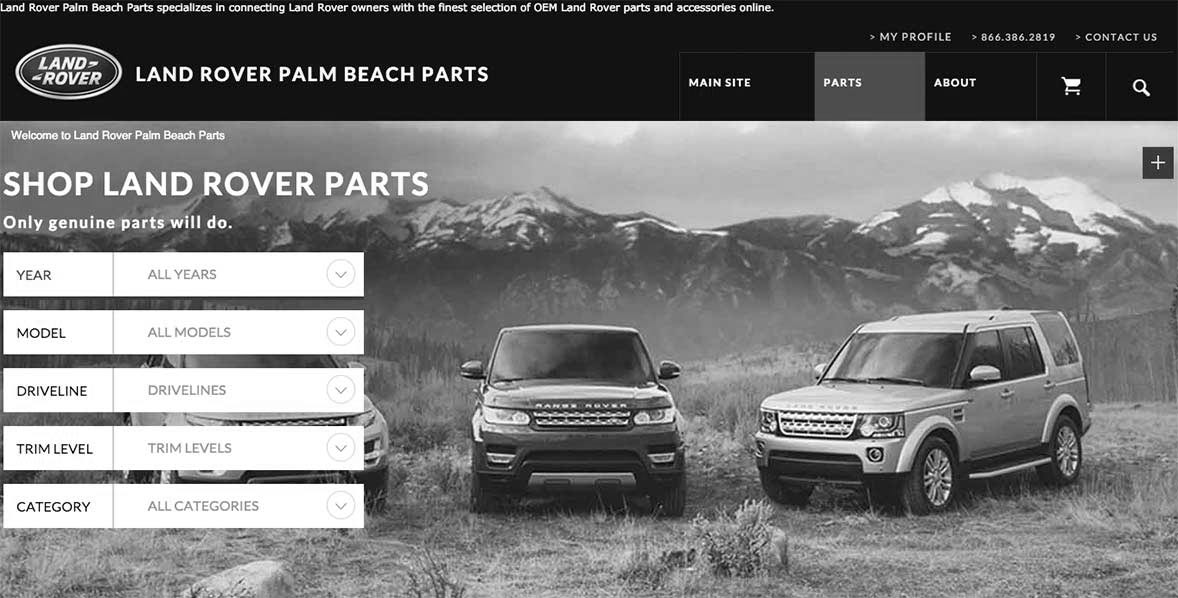 Land Rover Palm Beach Parts specializes in connecting Land Rover owners with the finest selection of OEM Land Rover parts and accessories online.
> MY PROFILE > 866.386.2819 > CONTACT US
LAND-
-ROVER
LAND ROVER PALM BEACH PARTS
MAIN SITE PARTS ABOUT
Welcome to Land Rover Palm Beach Parts
SHOP LAND ROVER PARTS
Only genuine parts will do.
YEAR ALL YEARS
MODEL ALL MODELS
DRIVELINE DRIVELINES
TRIM LEVEL TRIM LEVELS
CATEGORY ALL CATEGORIES
RANGE ROVER
LAND ROVER